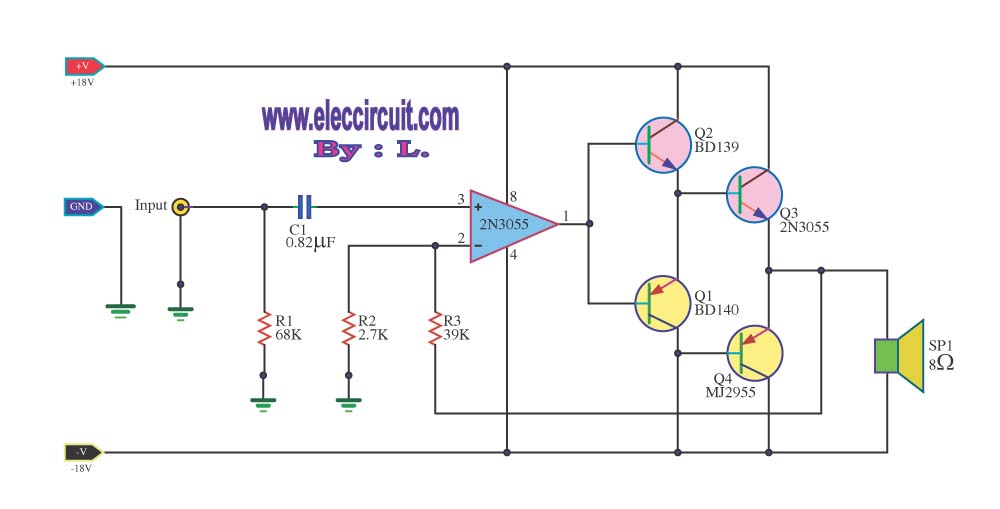 +V
+18V
www.eleccircuit.com
By : L.
Q2
BD139
GND
Input
C1
0.82µF
3
+
2N3055
2
−
8
1
4
Q3
2N3055
R1
68K
R2
2.7K
R3
39K
Q1
BD140
Q4
MJ2955
SP1
8Ω
-V
-18V